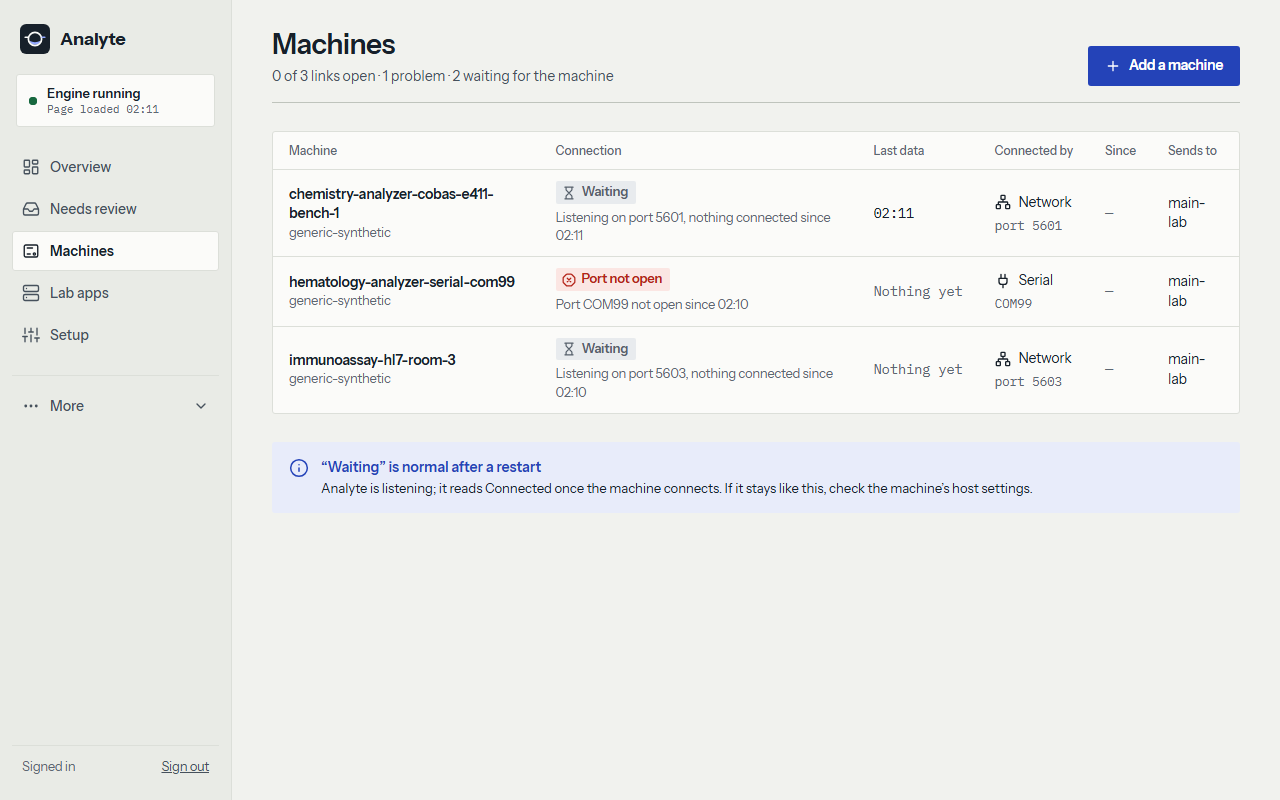 Analyte
Engine running
Page loaded 02:11
Overview
Needs review
Machines
Lab apps
Setup
More
Signed in
Sign out
Machines
0 of 3 links open · 1 problem · 2 waiting for the machine
Add a machine
Machine Connection Last data Connected by Since Sends to
chemistry-analyzer-cobas-e411-
bench-1
generic-synthetic
Waiting
Listening on port 5601, nothing connected since
02:11
02:11
Network
port 5601
—
main-
lab
hematology-analyzer-serial-com99
generic-synthetic
Port not open
Port COM99 not open since 02:10
Nothing yet
Serial
COM99
—
main-
lab
immunoassay-hl7-room-3
generic-synthetic
Waiting
Listening on port 5603, nothing connected since
02:10
Nothing yet
Network
port 5603
—
main-
lab
“Waiting” is normal after a restart
Analyte is listening; it reads Connected once the machine connects. If it stays like this, check the machine’s host settings.